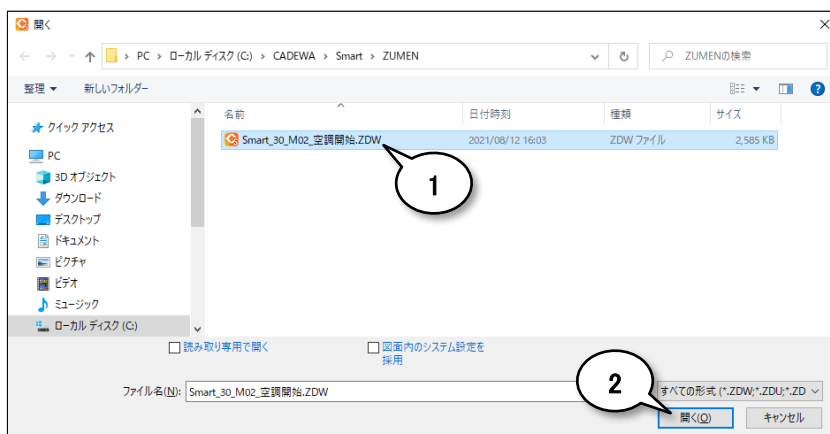 開く
PC › ローカル ディスク (C:) › CADEWA › Smart › ZUMEN
ZUMENの検索
整理 ▼ 新しいフォルダー
名前 日付時刻 種類 サイズ
クイック アクセス
Smart_30_M02_空調開始.ZDW 2021/08/12 16:03 ZDW ファイル 2,585 KB
PC
1
3D オブジェクト
ダウンロード
デスクトップ
ドキュメント
ピクチャ
ビデオ
ミュージック
ローカル ディスク (C:)
読み取り専用で開く 図面内のシステム設定を
採用
2
ファイル名(N): Smart_30_M02_空調開始.ZDW すべての形式 (*.ZDW;*.ZDU;*.ZD
開く(O) キャンセル